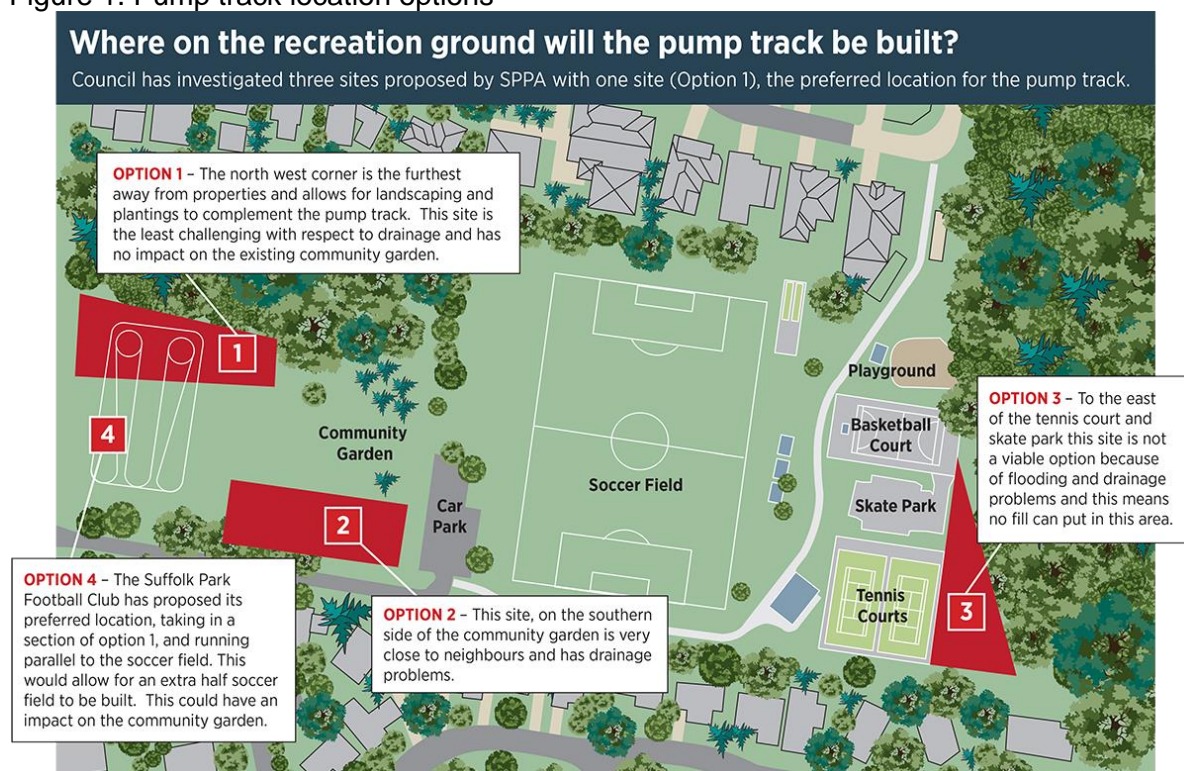 Figure 1: Pump track location options
Where on the recreation ground will the pump track be built?
Council has investigated three sites proposed by SPPA with one site (Option 1), the preferred location for the pump track.
OPTION 1 – The north west corner is the furthest
away from properties and allows for landscaping and
plantings to complement the pump track. This site is
the least challenging with respect to drainage and has
no impact on the existing community garden.
1
4
Community
Garden
2
Car
Park
Soccer Field
Playground
Basketball
Court
Skate Park
Tennis
Courts
3
OPTION 3 – To the east
of the tennis court and
skate park this site is not
a viable option because
of flooding and drainage
problems and this means
no fill can put in this area.
OPTION 4 – The Suffolk Park
Football Club has proposed its
preferred location, taking in a
section of option 1, and running
parallel to the soccer field. This
would allow for an extra half soccer
field to be built. This could have an
impact on the community garden.
OPTION 2 – This site, on the southern
side of the community garden is very
close to neighbours and has drainage
problems.